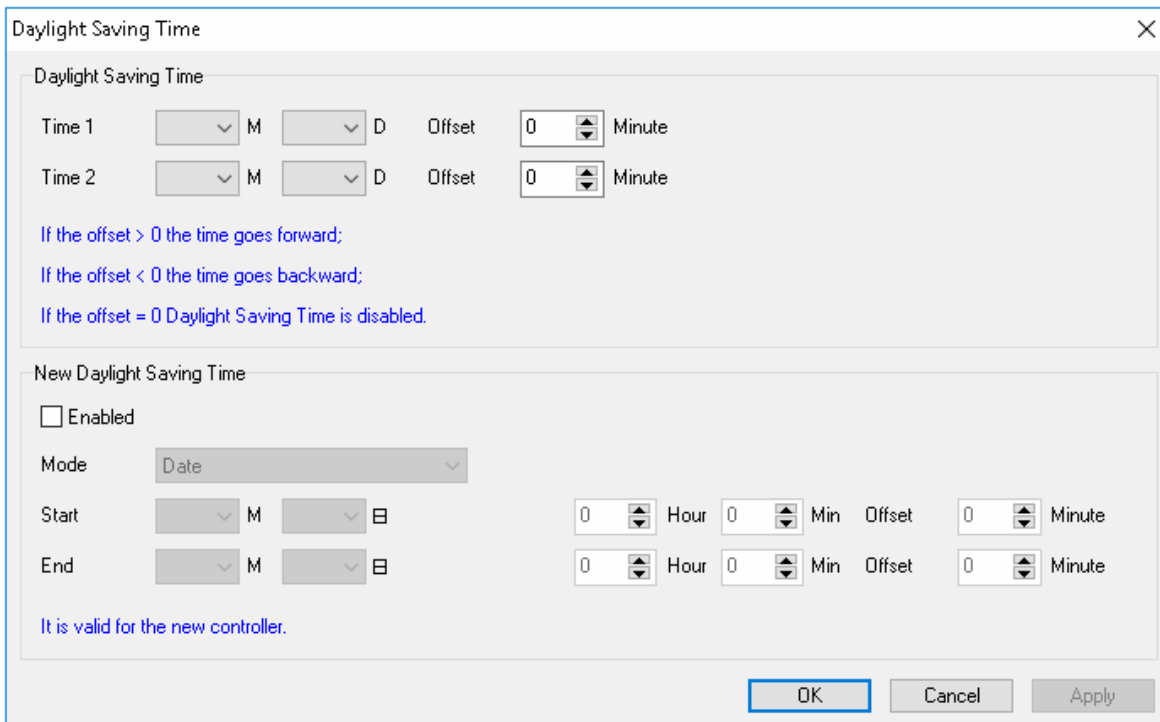 Daylight Saving Time
Daylight Saving Time
Time 1 M D Offset 0 Minute
Time 2 M D Offset 0 Minute
If the offset > 0 the time goes forward;
If the offset < 0 the time goes backward;
If the offset = 0 Daylight Saving Time is disabled.
New Daylight Saving Time
Enabled
Mode Date
Start M 日 0 Hour 0 Min Offset 0 Minute
End M 日 0 Hour 0 Min Offset 0 Minute
It is valid for the new controller.
OK Cancel Apply